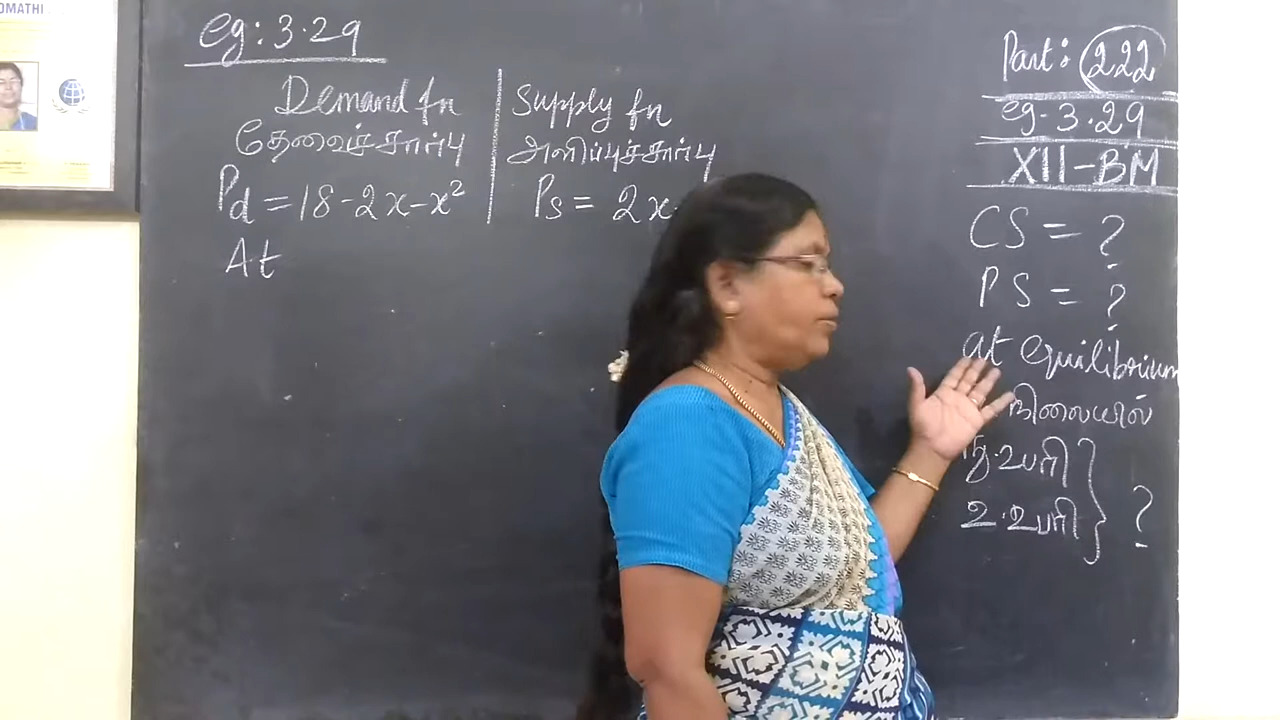 OMATHI
eg: 3.29
Demand fn
Supply fn
தேவைச்சார்பு
அளிப்புச்சார்பு
Pd = 18-2x-x²
Ps = 2x-
At
Part: 222
eg. 3.29
XII-BM
CS = ?
PS = ?
at equilibrium
நிலையில்
நு.உபரி
உ.உபரி } ?